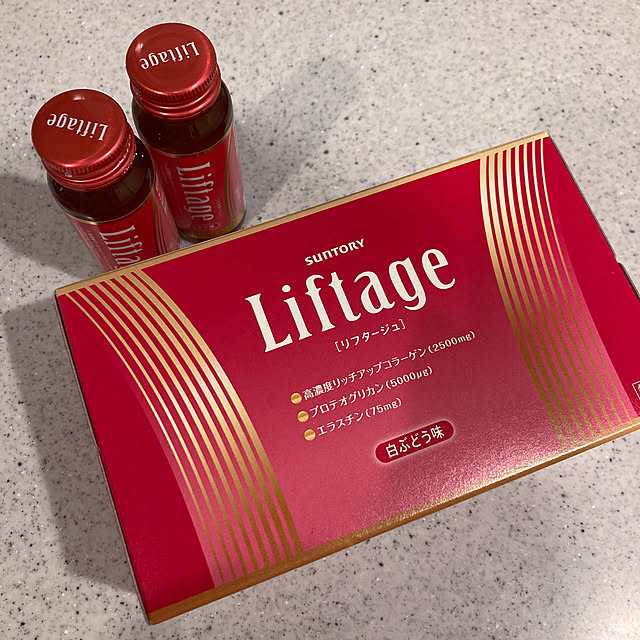 Liftage
Liftage
Liftage
Lifta
SUNTORY
Liftage
[リフタージュ]
高濃度リッチアップコラーゲン(2500mg)
プロテオグリカン(5000μg)
エラスチン(75mg)
白ぶどう味